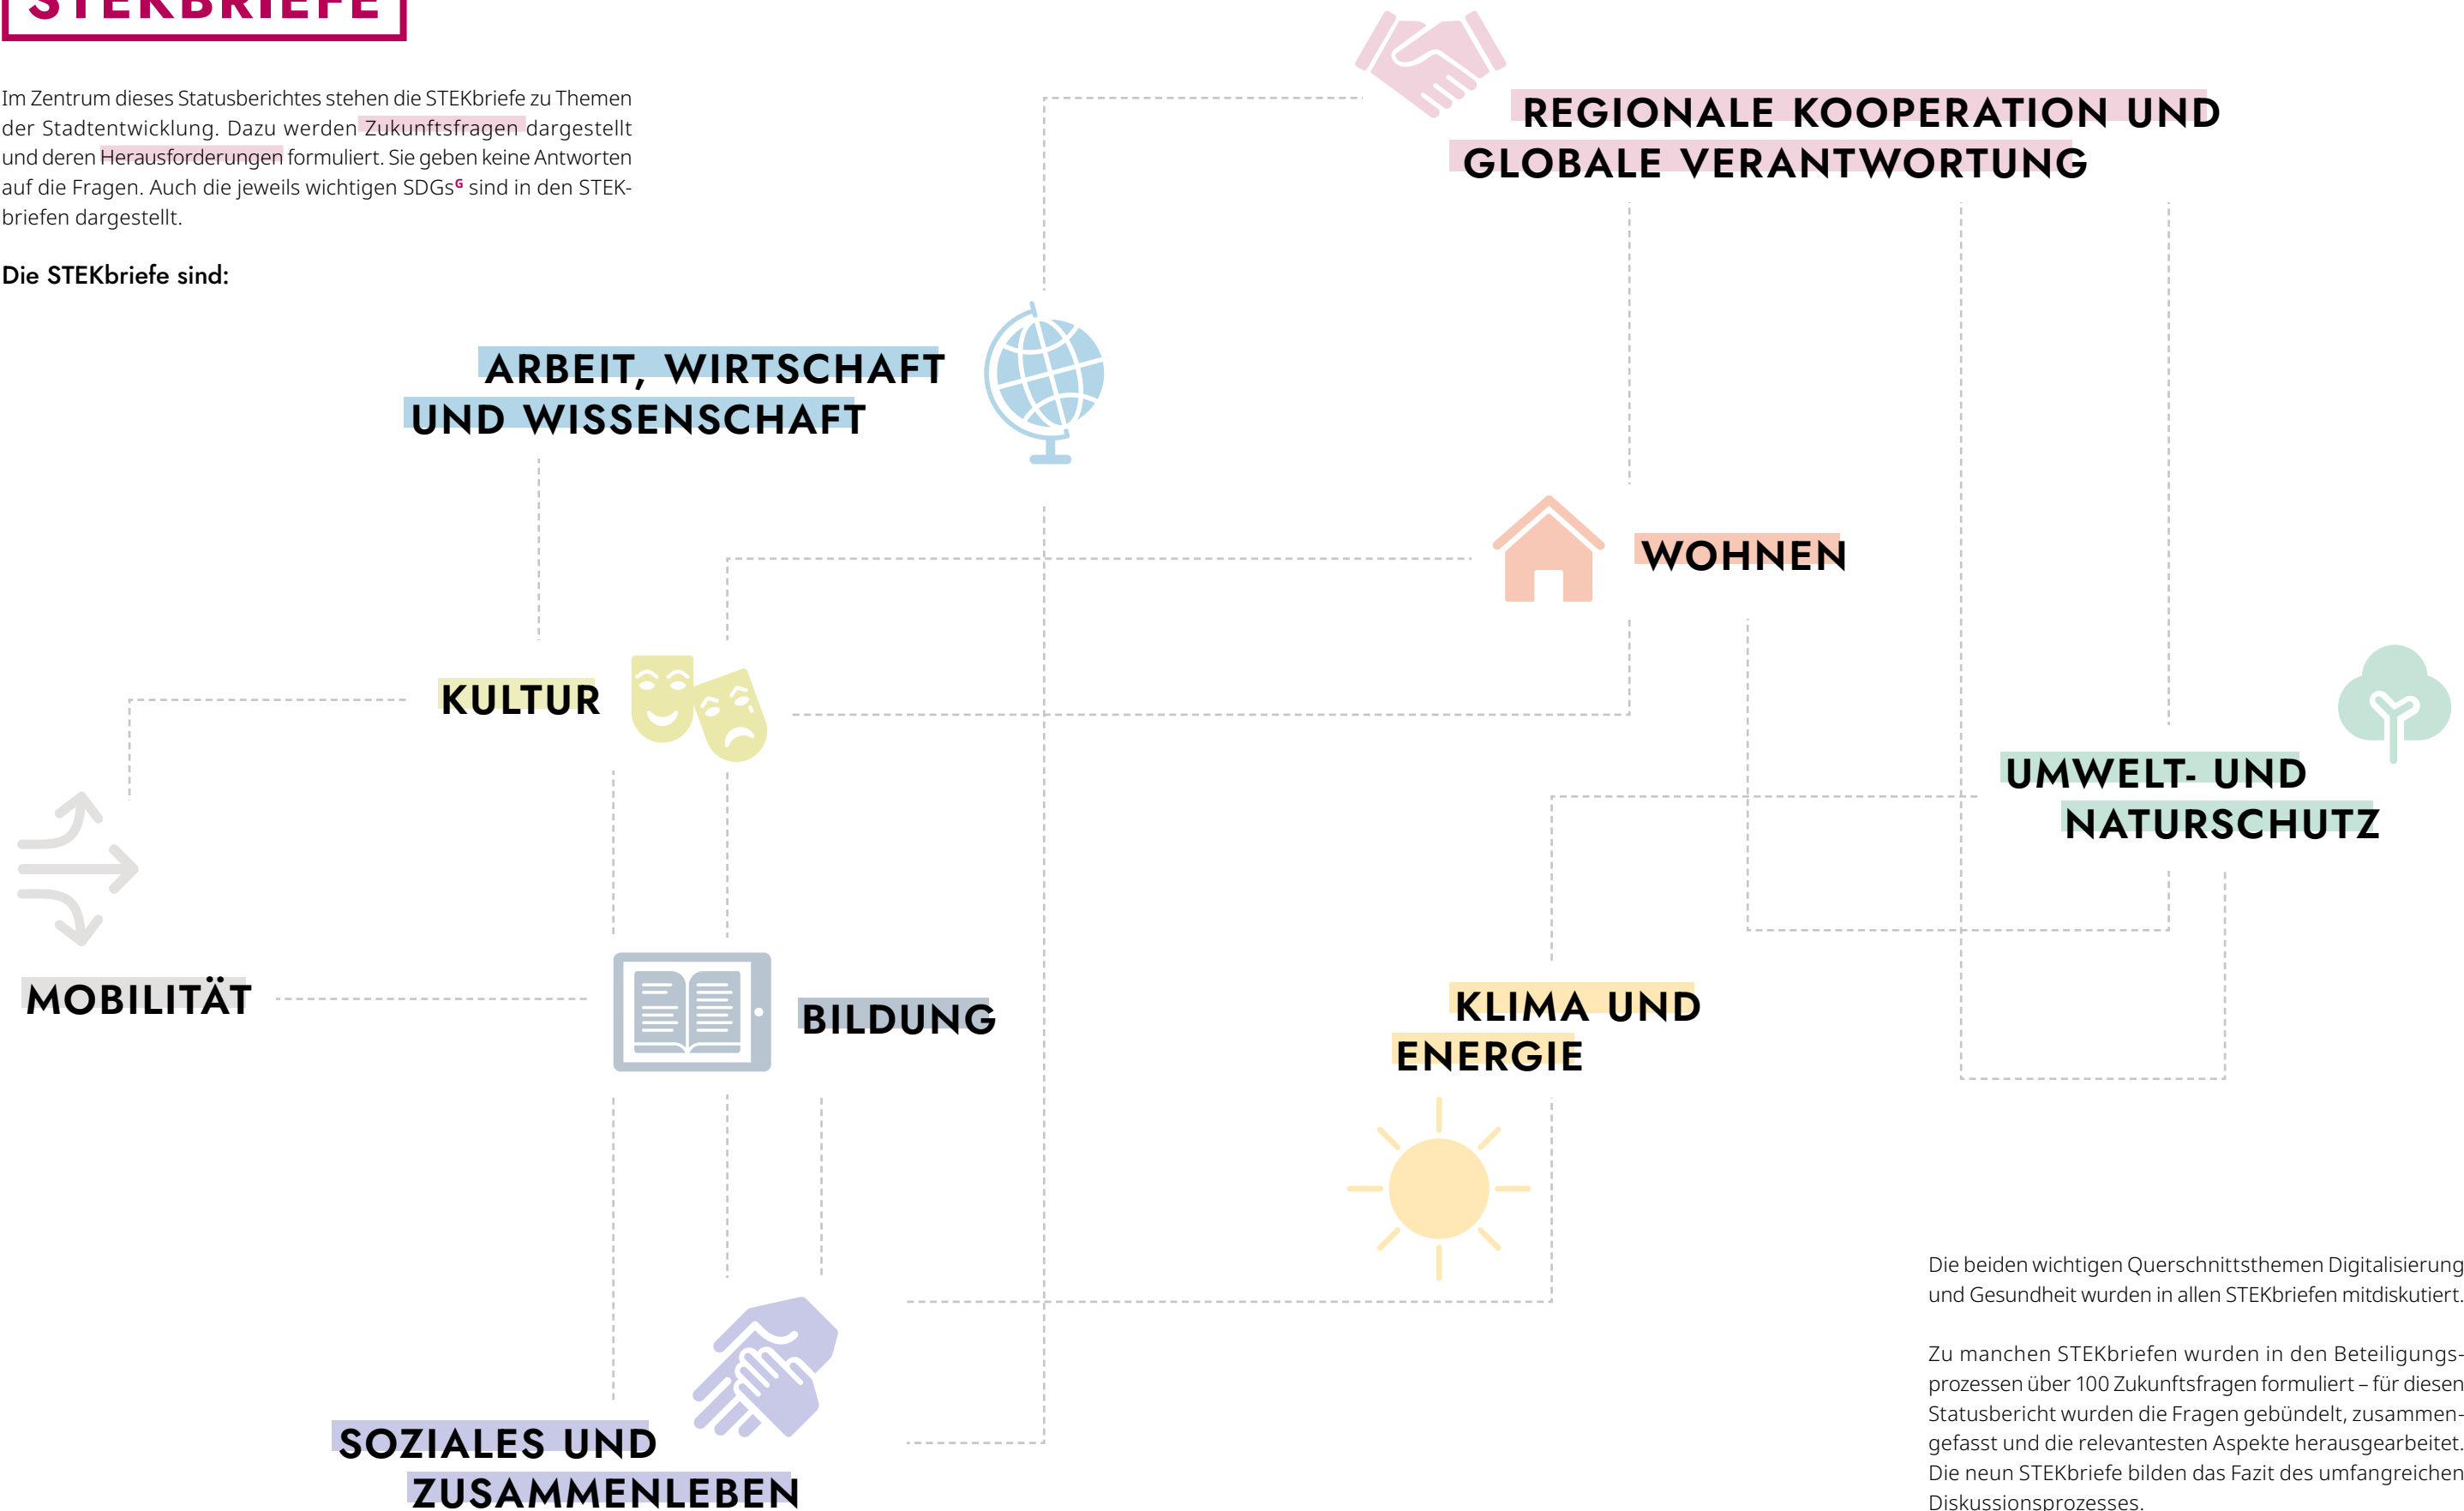 STEKBRIEFE
Im Zentrum dieses Statusberichtes stehen die STEKbriefe zu Themen
der Stadtentwicklung. Dazu werden Zukunftsfragen dargestellt
und deren Herausforderungen formuliert. Sie geben keine Antworten
auf die Fragen. Auch die jeweils wichtigen SDGsG sind in den STEK-
briefen dargestellt.
Die STEKbriefe sind:
REGIONALE KOOPERATION UND
GLOBALE VERANTWORTUNG
ARBEIT, WIRTSCHAFT
UND WISSENSCHAFT
WOHNEN
KULTUR
UMWELT- UND
NATURSCHUTZ
MOBILITÄT
BILDUNG
KLIMA UND
ENERGIE
SOZIALES UND
ZUSAMMENLEBEN
Die beiden wichtigen Querschnittsthemen Digitalisierung
und Gesundheit wurden in allen STEKbriefen mitdiskutiert.
Zu manchen STEKbriefen wurden in den Beteiligungs-
prozessen über 100 Zukunftsfragen formuliert – für diesen
Statusbericht wurden die Fragen gebündelt, zusammen-
gefasst und die relevantesten Aspekte herausgearbeitet.
Die neun STEKbriefe bilden das Fazit des umfangreichen
Diskussionsprozesses.